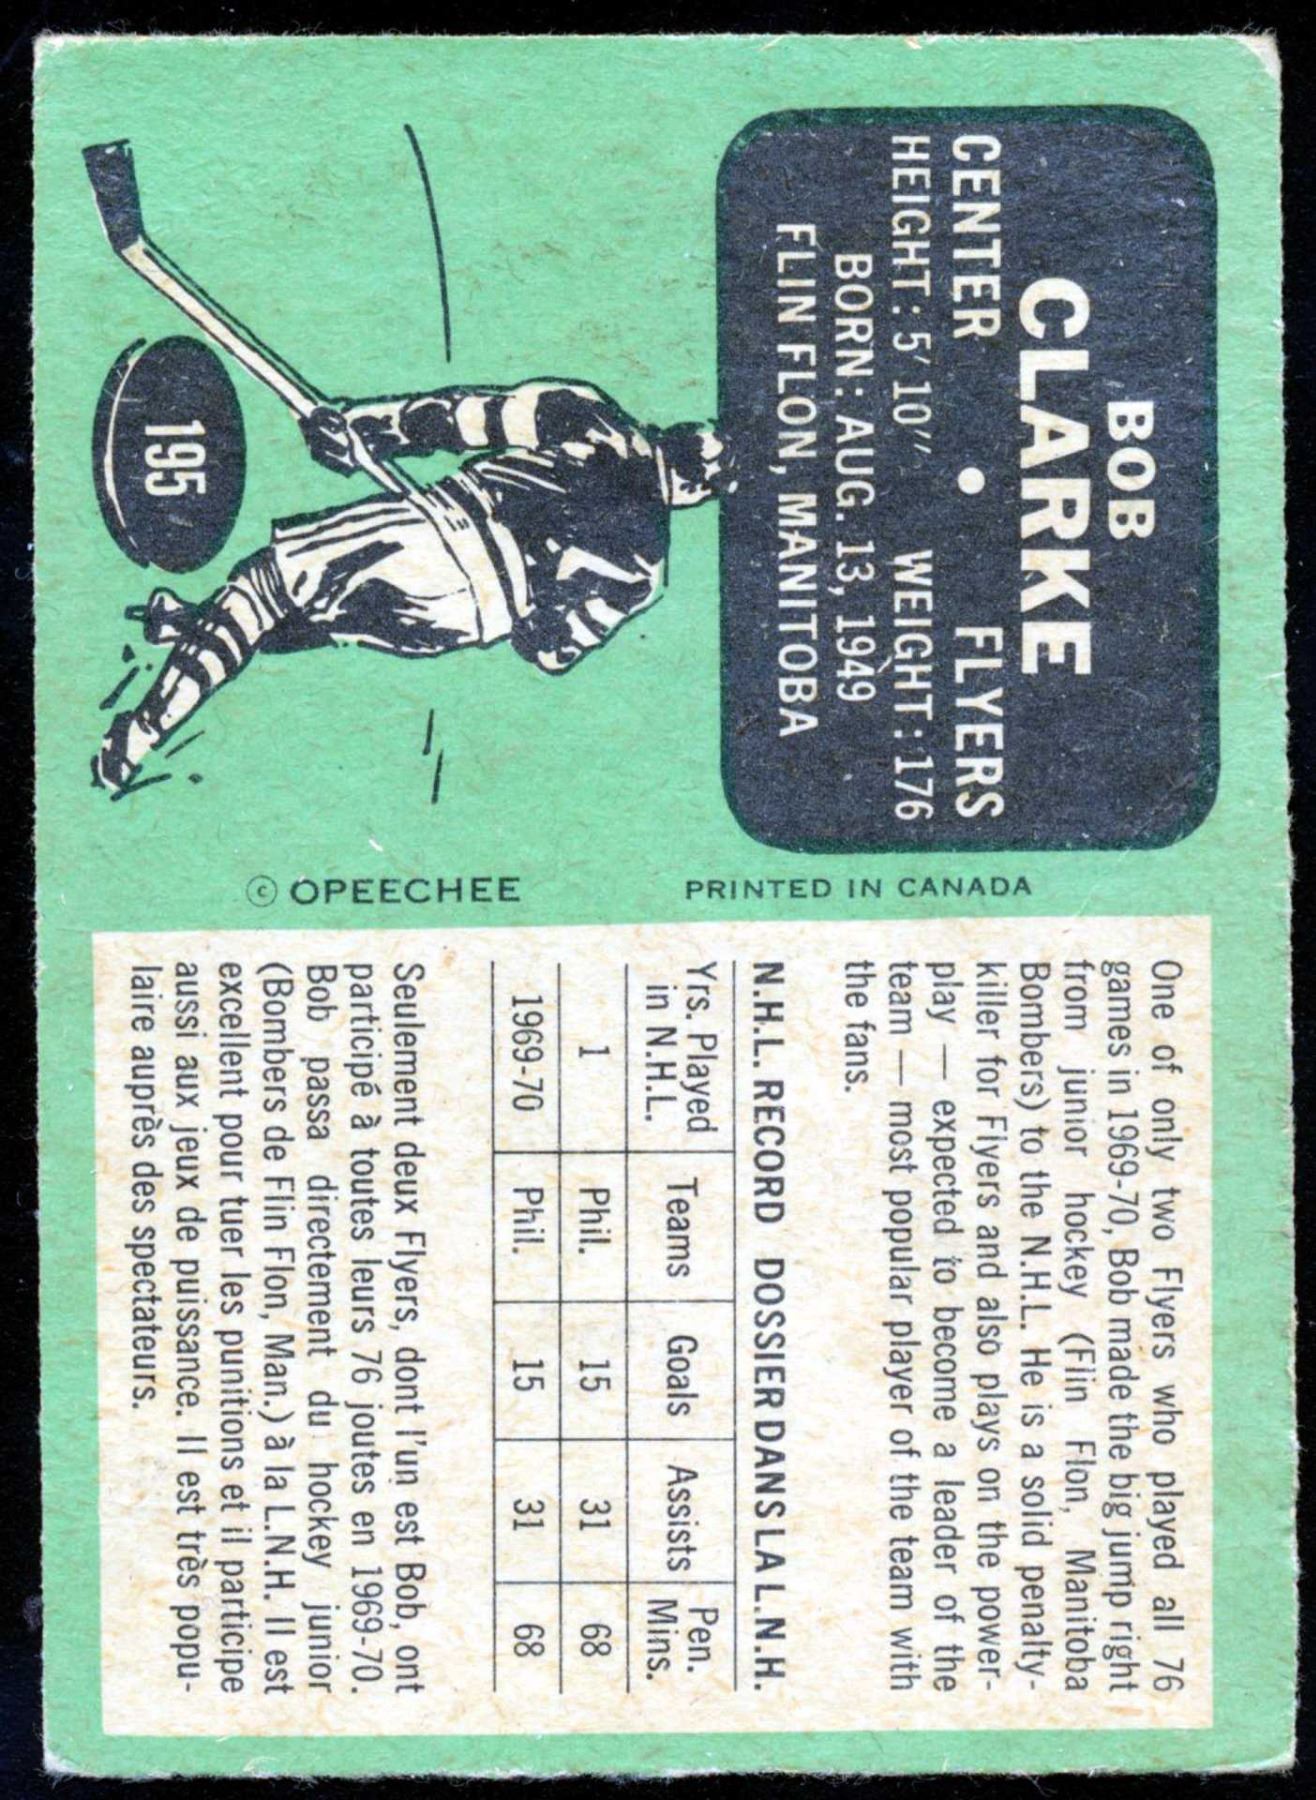 BOB
CLARKE
CENTER • FLYERS
HEIGHT: 5' 10" WEIGHT: 176
BORN: AUG. 13, 1949
FLIN FLON, MANITOBA
195
© OPEECHEE
PRINTED IN CANADA
One of only two Flyers who played all 76
games in 1969-70, Bob made the big jump right
from junior hockey (Flin Flon, Manitoba
Bombers) to the N.H.L. He is a solid penalty-
killer for Flyers and also plays on the power-
play — expected to become a leader of the
team — most popular player of the team with
the fans.
N.H.L. RECORD DOSSIER DANS LA L.N.H.
Yrs. Played in N.H.L. Teams Goals Assists Pen. Mins.
1 Phil. 15 31 68
1969-70 Phil. 15 31 68
Seulement deux Flyers, dont l'un est Bob, ont
participé à toutes leurs 76 joutes en 1969-70.
Bob passa directement du hockey junior
(Bombers de Flin Flon, Man.) à la L.N.H. Il est
excellent pour tuer les punitions et il participe
aussi aux jeux de puissance. Il est très popu-
laire auprès des spectateurs.